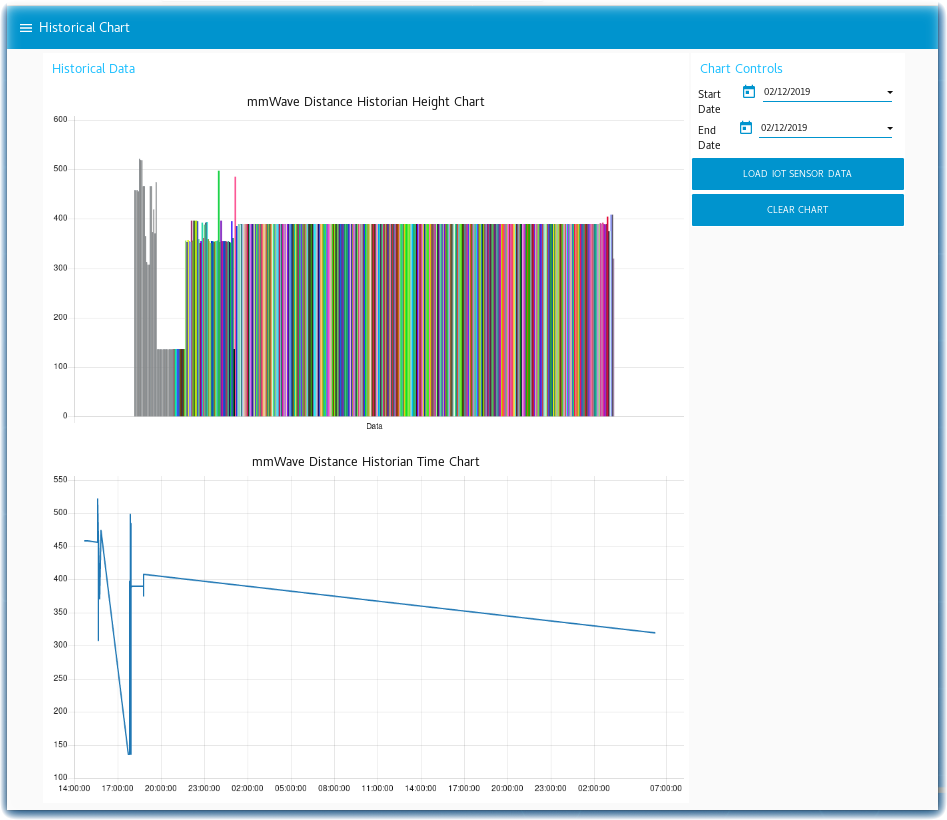 Historical Chart
Historical Data
mmWave Distance Historian Height Chart
600
500
400
300
200
100
0
Data
mmWave Distance Historian Time Chart
550
500
450
400
350
300
250
200
150
100
14:00:00 17:00:00 20:00:00 23:00:00 02:00:00 05:00:00 08:00:00 11:00:00 14:00:00 17:00:00 20:00:00 23:00:00 02:00:00 07:00:00
Chart Controls
Start 02/12/2019
Date
End 02/12/2019
Date
LOAD IOT SENSOR DATA
CLEAR CHART